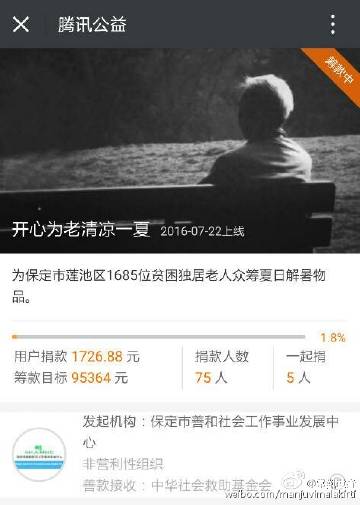 腾讯公益
筹款中
开心为老清凉一夏 2016-07-22上线
为保定市莲池区1685位贫困独居老人众筹夏日解暑物
品。
1.8%
用户捐款 1726.88 元 捐款人数 一起捐
筹款目标 95364 元 75 人 5 人
发起机构：保定市善和社会工作事业发展中
心
非营利性组织
善款接收：中华社会救助基金会
weibo.com/manjuvimalakirti